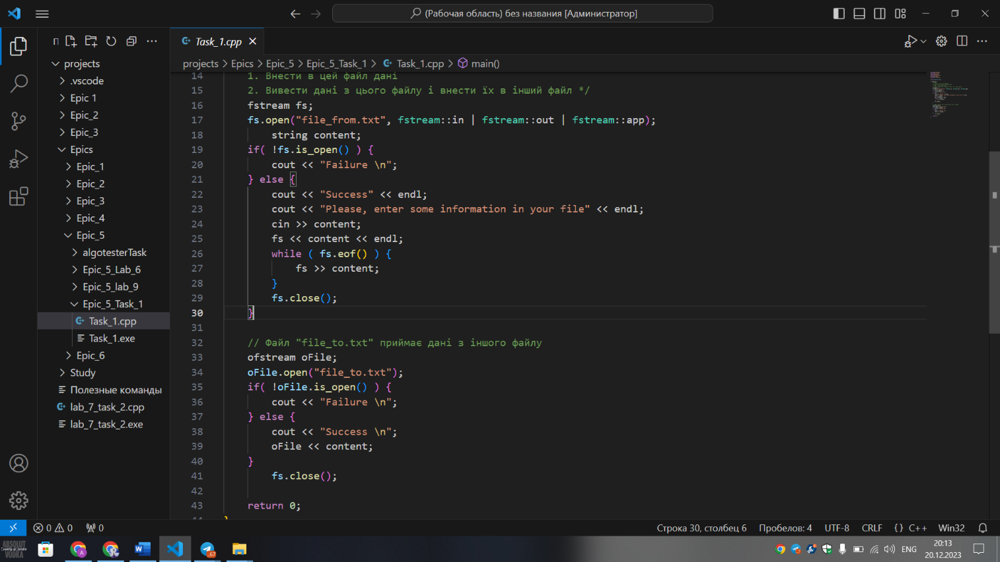 (Рабочая область) без названия [Администратор]
П
Task_1.cpp
projects
projects > Epics > Epic_5 > Epic_5_Task_1 > Task_1.cpp > main()
.vscode
Epic 1
Epic_2
Epic_3
Epics
Epic_1
Epic_2
Epic_3
Epic_4
Epic_5
algotesterTask
Epic_5_Lab_6
Epic_5_lab_9
Epic_5_Task_1
Task_1.cpp
Task_1.exe
Epic_6
Study
Полезные команды
lab_7_task_2.cpp
lab_7_task_2.exe
14 1. Внести в цей файл дані
15 2. Вивести дані з цього файлу і внести їх в інший файл */
16 fstream fs;
17 fs.open("file_from.txt", fstream::in | fstream::out | fstream::app);
18 string content;
19 if( !fs.is_open() ) {
20 cout << "Failure \n";
21 } else {
22 cout << "Success" << endl;
23 cout << "Please, enter some information in your file" << endl;
24 cin >> content;
25 fs << content << endl;
26 while ( fs.eof() ) {
27 fs >> content;
28 }
29 fs.close();
30 }
31
32 // Файл "file_to.txt" приймає дані з іншого файлу
33 ofstream oFile;
34 oFile.open("file_to.txt");
35 if( !oFile.is_open() ) {
36 cout << "Failure \n";
37 } else {
38 cout << "Success \n";
39 oFile << content;
40 }
41 fs.close();
42
43 return 0;
0 0 0
Строка 30, столбец 6 Пробелов: 4 UTF-8 CRLF {} C++ Win32
ABSOLUT
Country of Sweden
VODKA
67
ENG
20:13
20.12.2023